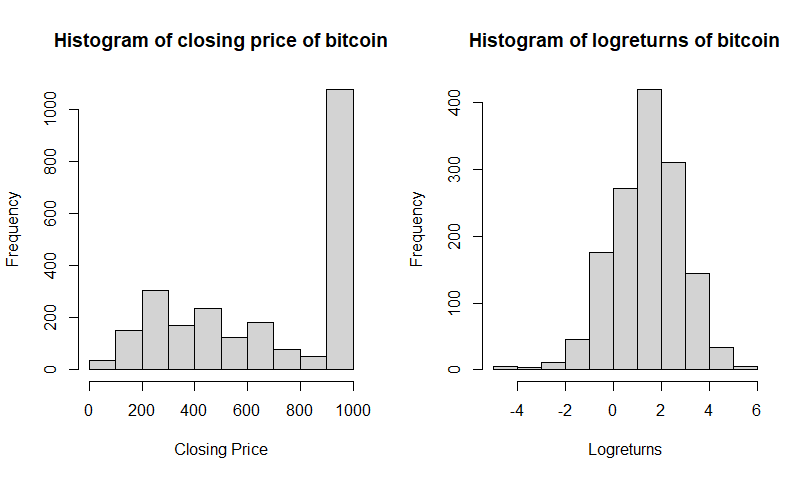 Histogram of closing price of bitcoin
Frequency
0 200 400 600 800 1000
0 200 400 600 800 1000
Closing Price
Histogram of logreturns of bitcoin
Frequency
0 100 200 300 400
-4 -2 0 2 4 6
Logreturns